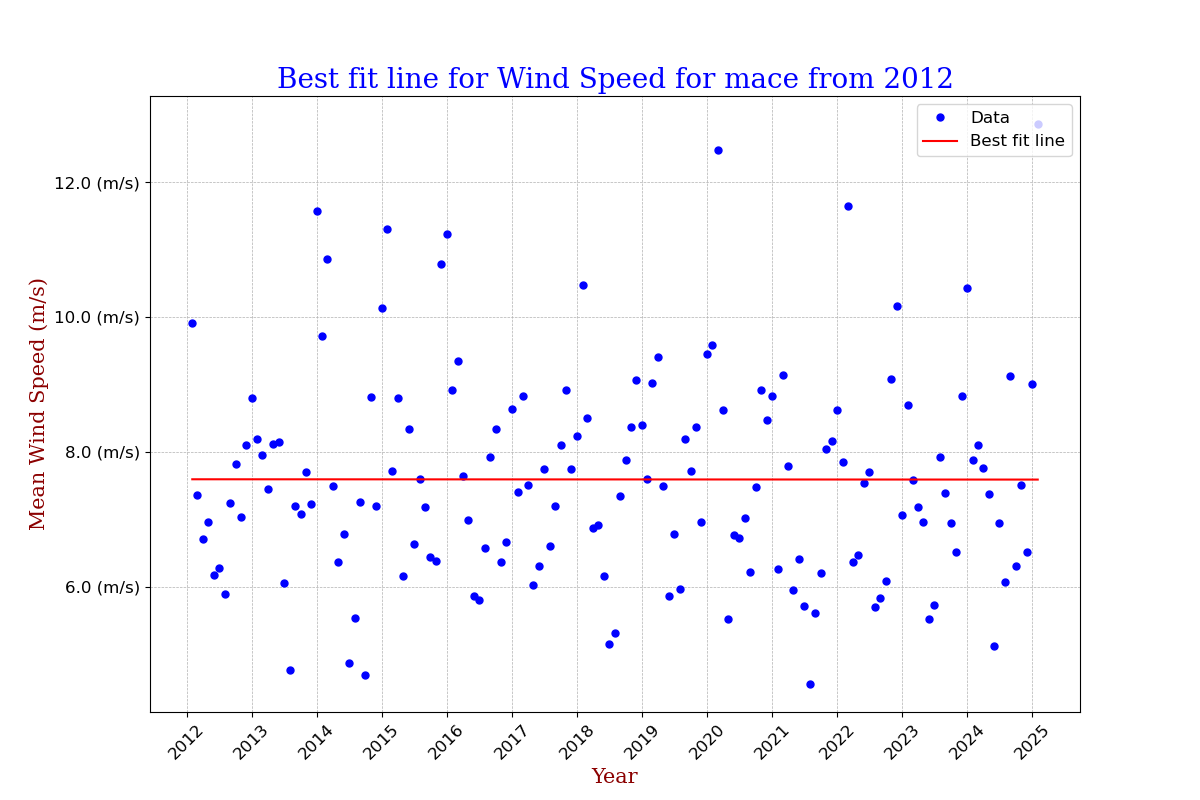 Best fit line for Wind Speed for mace from 2012
Data
Best fit line
12.0 (m/s)
10.0 (m/s)
8.0 (m/s)
6.0 (m/s)
Mean Wind Speed (m/s)
2012 2013 2014 2015 2016 2017 2018 2019 2020 2021 2022 2023 2024 2025
Year